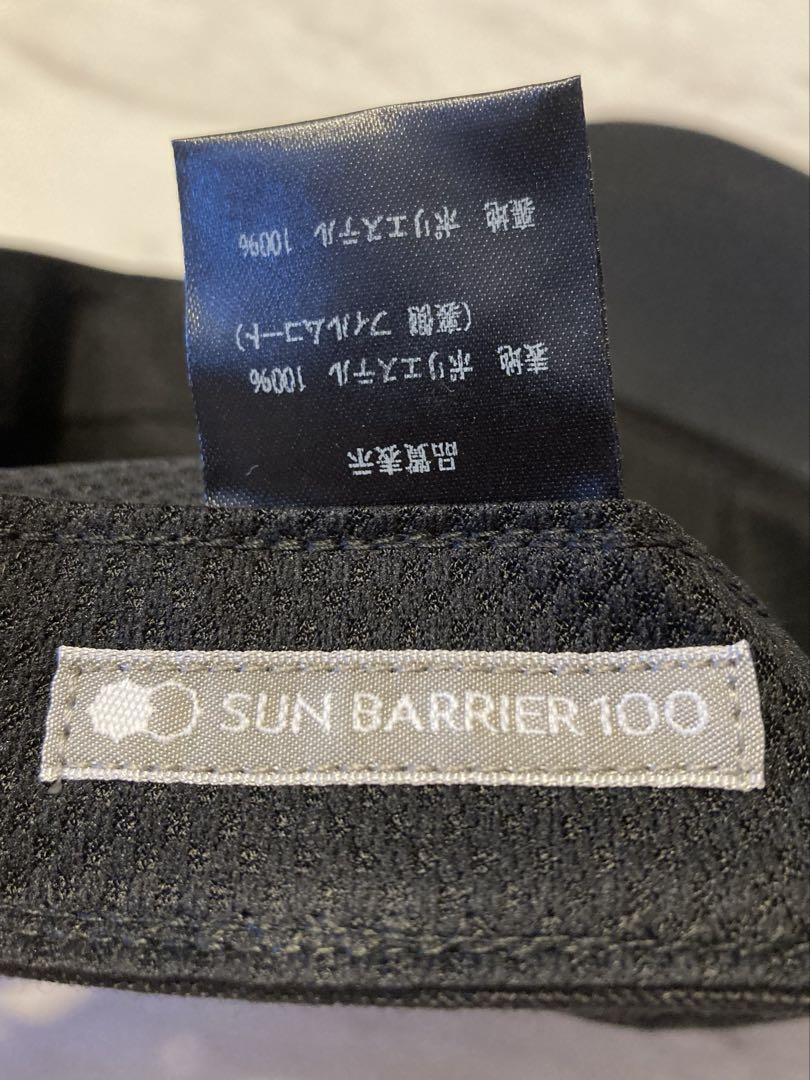 品質表示
表地 ポリエステル 100%
(裏側 フィルムコート)
裏地 ポリエステル 100%
SUN BARRIER 100